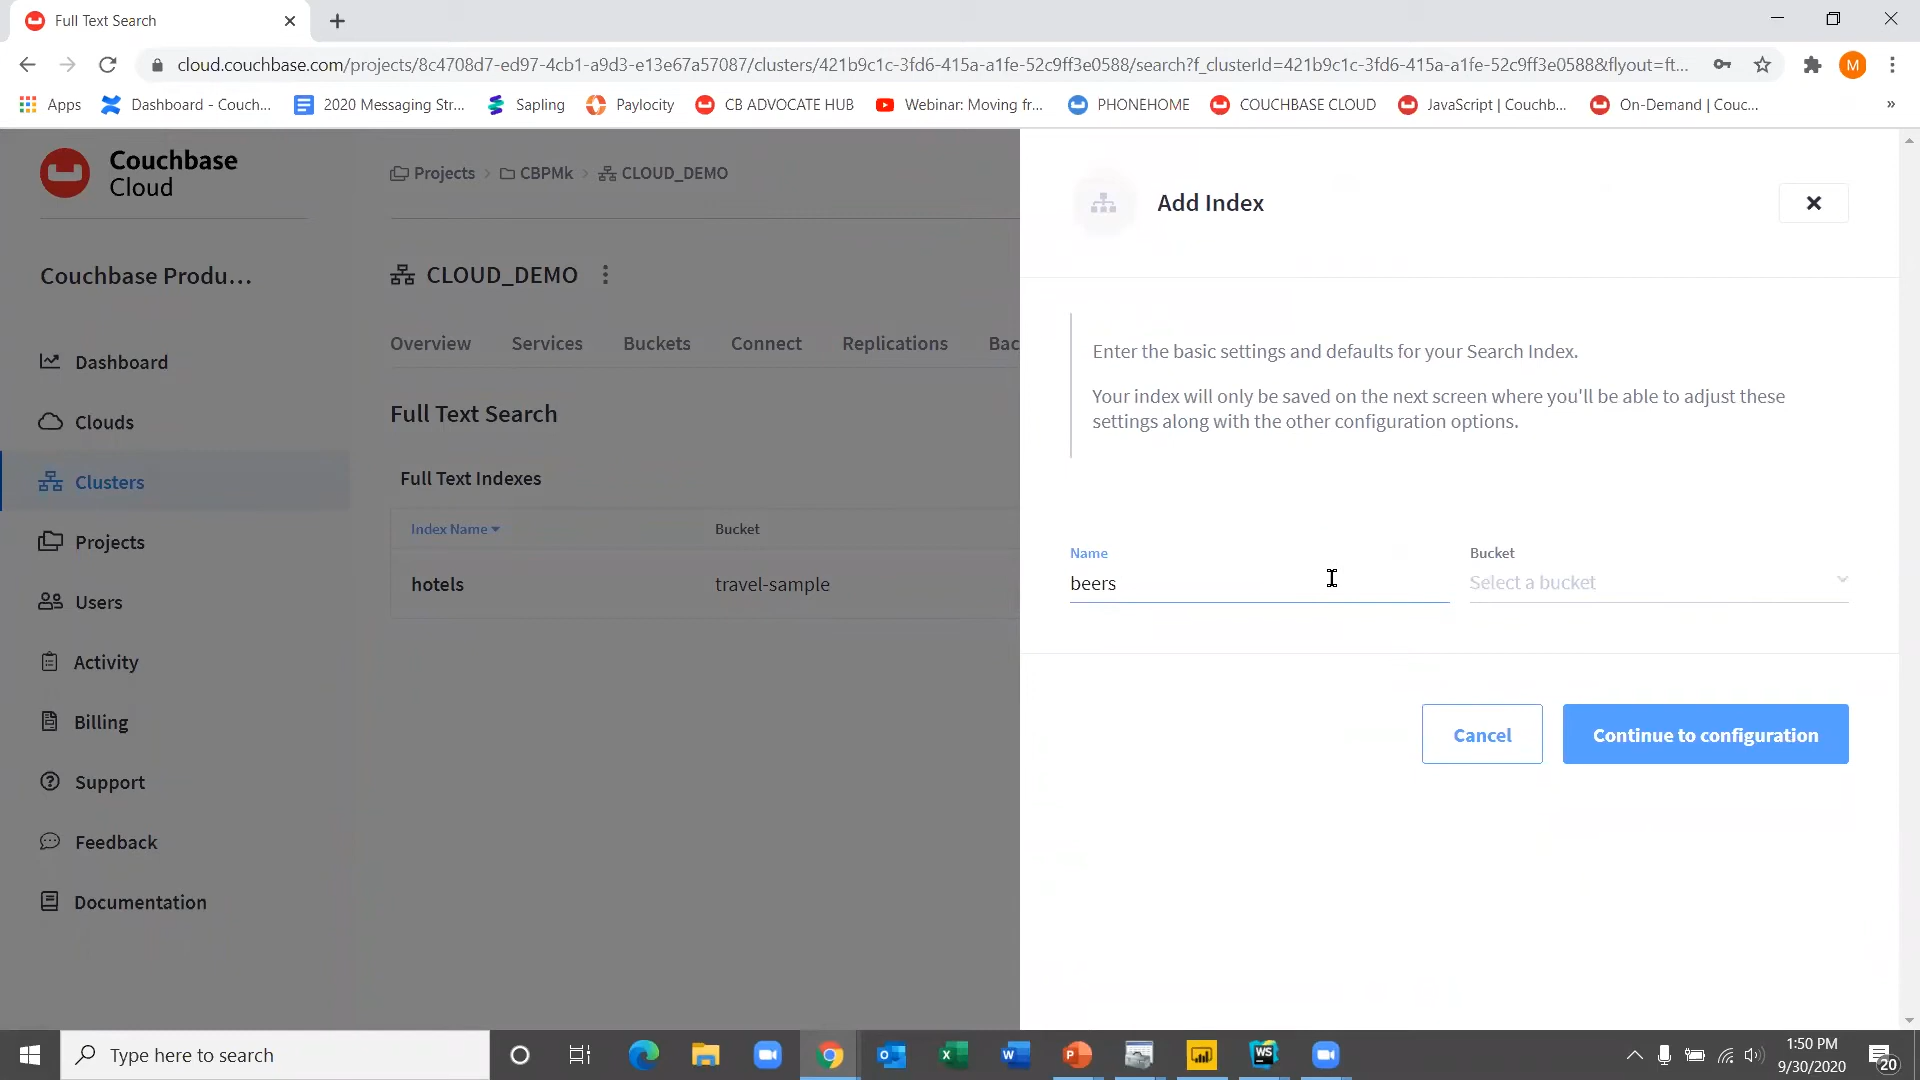 Full Text Search
cloud.couchbase.com/projects/8c4708d7-ed97-4cb1-a9d3-e13e67a57087/clusters/421b9c1c-3fd6-415a-a1fe-52c9ff3e0588/search?f_clusterId=421b9c1c-3fd6-415a-a1fe-52c9ff3e0588&flyout=ft...
M
Apps
Dashboard - Couch...
2020 Messaging Str...
Sapling
Paylocity
CB ADVOCATE HUB
Webinar: Moving fr...
PHONEHOME
COUCHBASE CLOUD
JavaScript | Couchb...
On-Demand | Couc...
»
Couchbase
Cloud
Couchbase Produ...
Dashboard
Clouds
Clusters
Projects
Users
Activity
Billing
Support
Feedback
Documentation
Projects > CBPMk > CLOUD_DEMO
CLOUD_DEMO
Overview
Services
Buckets
Connect
Replications
Bac
Full Text Search
Full Text Indexes
Index Name
Bucket
hotels
travel-sample
Add Index
Enter the basic settings and defaults for your Search Index.
Your index will only be saved on the next screen where you'll be able to adjust these
settings along with the other configuration options.
Name
Bucket
beers
Select a bucket
Cancel
Continue to configuration
Type here to search
WS
1:50 PM
9/30/2020
20